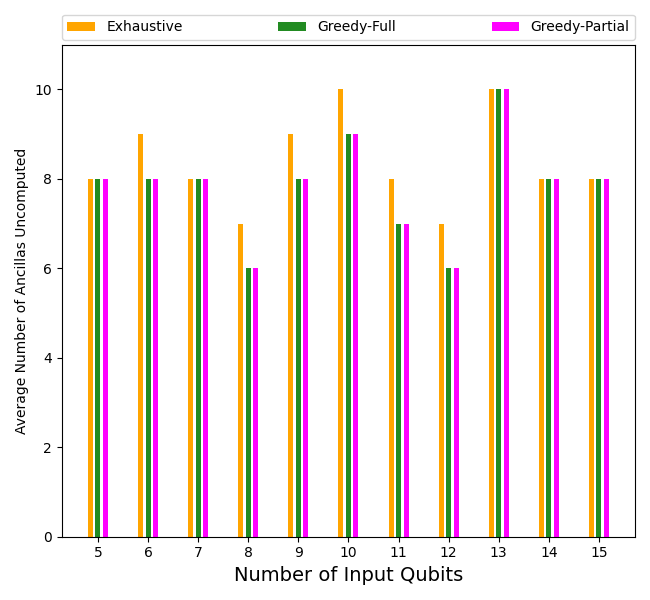 Exhaustive Greedy-Full Greedy-Partial
Average Number of Ancillas Uncomputed
10
8
6
4
2
0
5 6 7 8 9 10 11 12 13 14 15
Number of Input Qubits